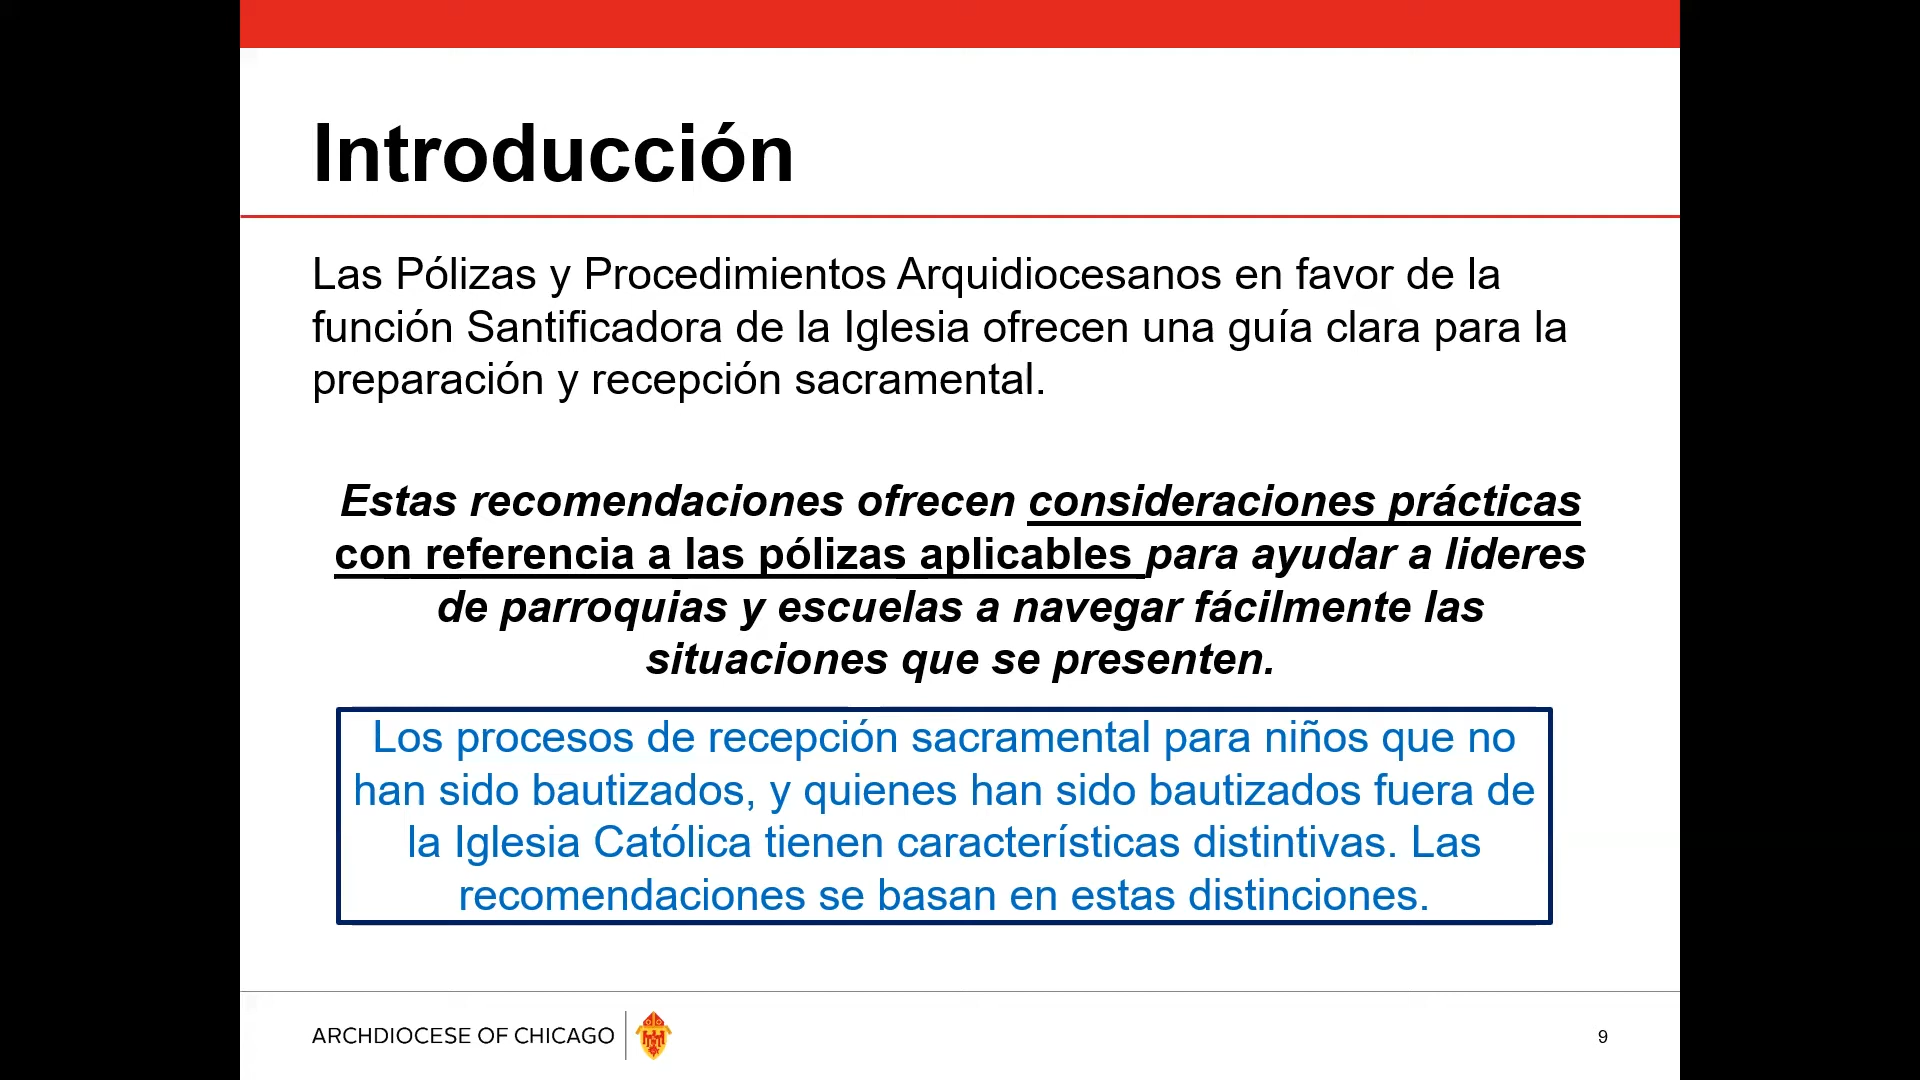 Introducción
Las Pólizas y Procedimientos Arquidiocesanos en favor de la
función Santificadora de la Iglesia ofrecen una guía clara para la
preparación y recepción sacramental.
Estas recomendaciones ofrecen consideraciones prácticas
con referencia a las pólizas aplicables para ayudar a lideres
de parroquias y escuelas a navegar fácilmente las
situaciones que se presenten.
Los procesos de recepción sacramental para niños que no
han sido bautizados, y quienes han sido bautizados fuera de
la Iglesia Católica tienen características distintivas. Las
recomendaciones se basan en estas distinciones.
ARCHDIOCESE OF CHICAGO
9